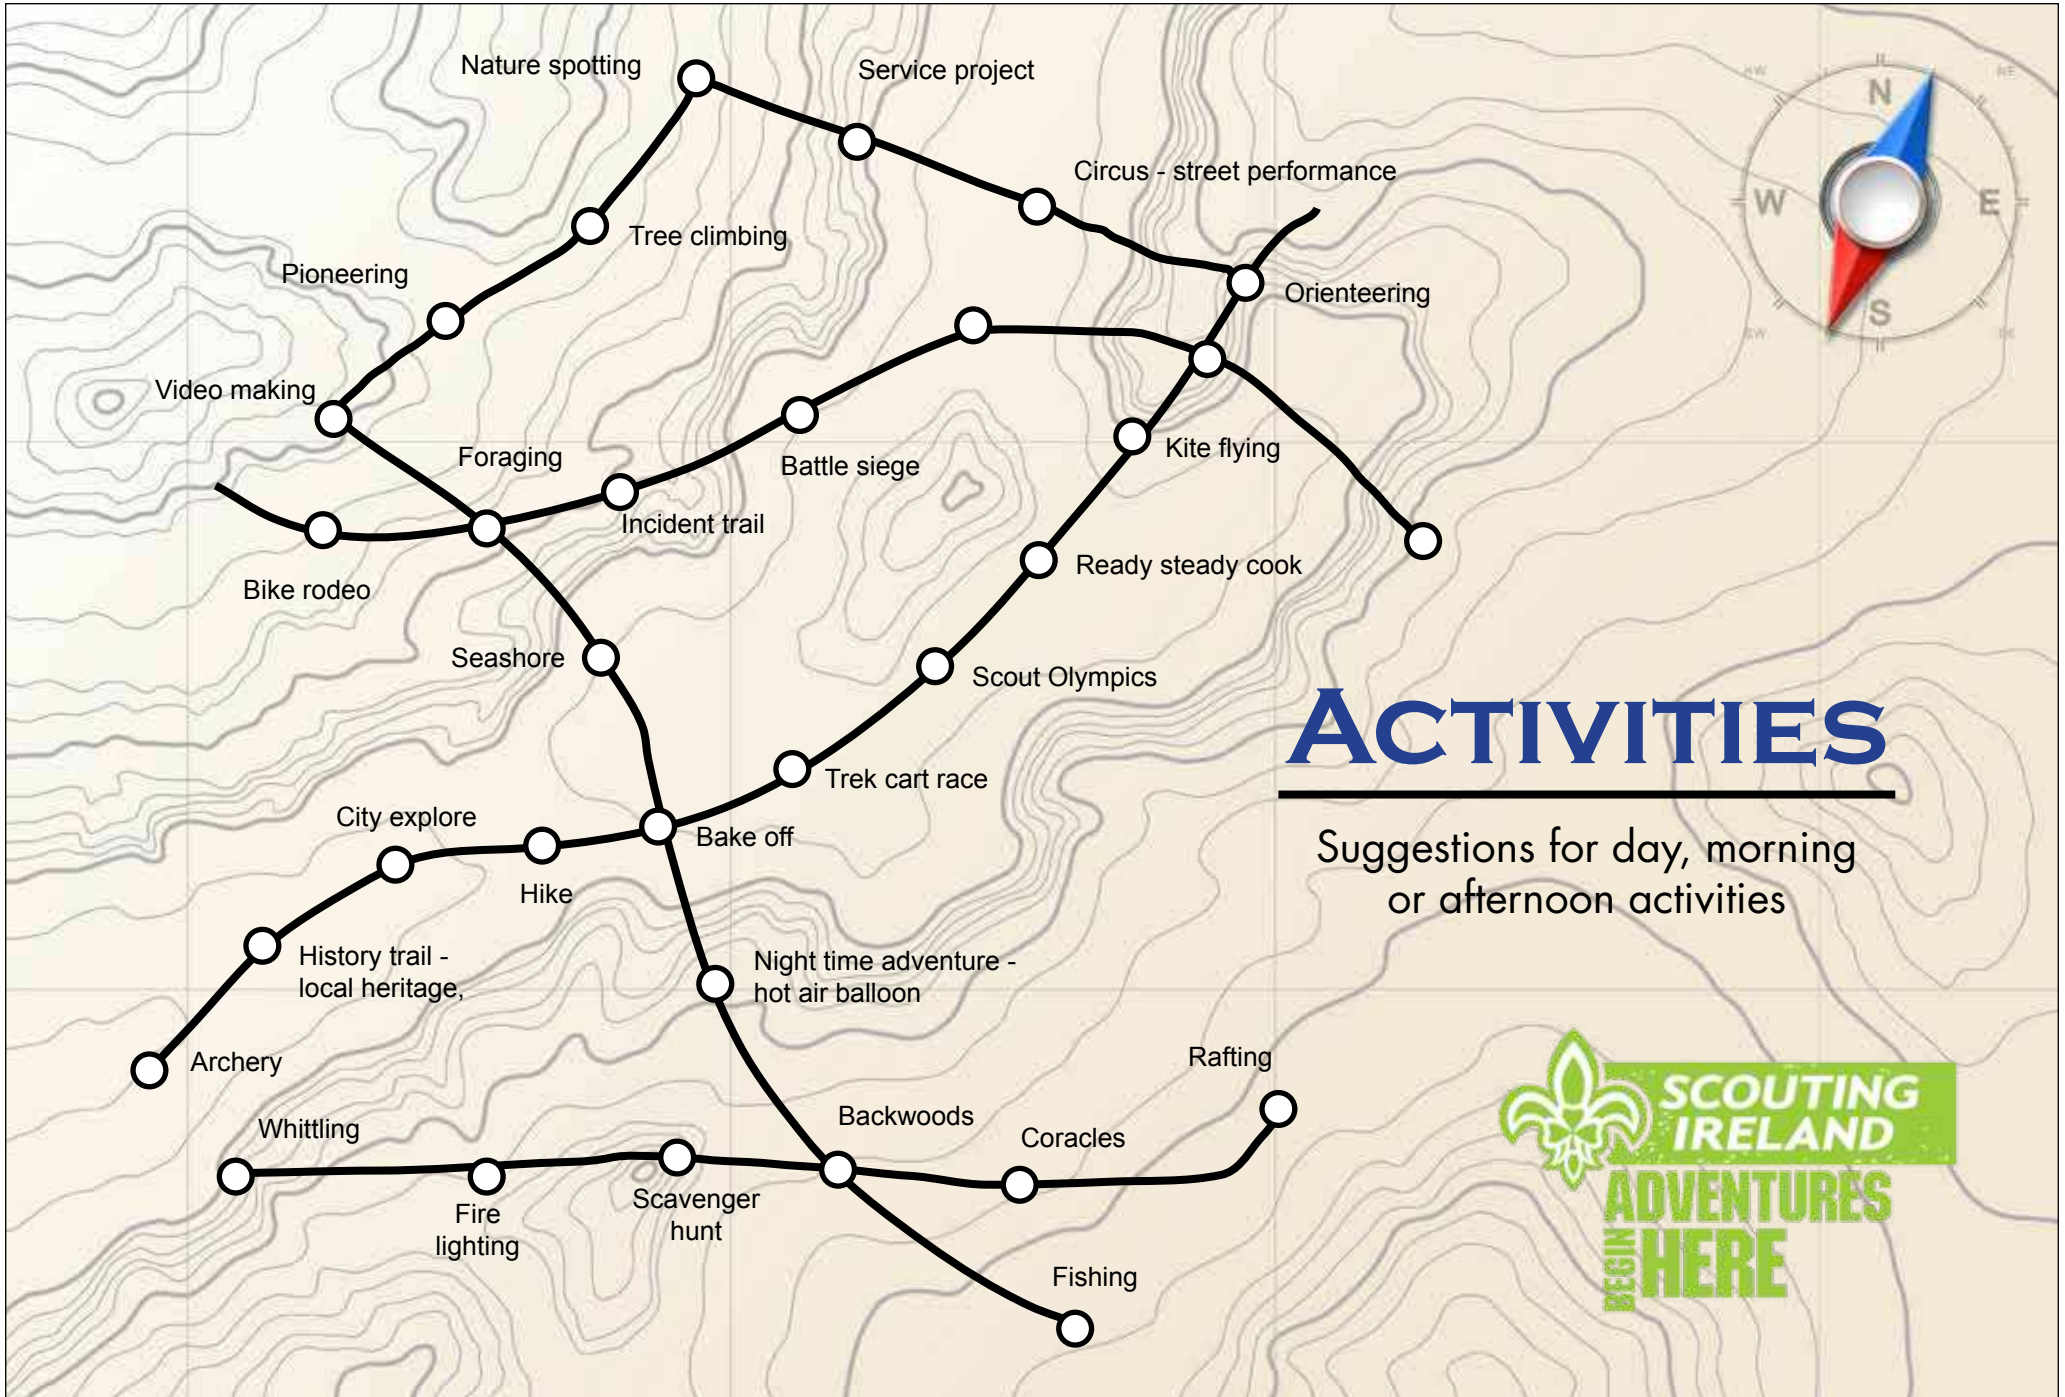 Nature spotting
Service project
Circus - street performance
Tree climbing
Pioneering
Orienteering
Video making
Foraging
Battle siege
Kite flying
Incident trail
Bike rodeo
Ready steady cook
Seashore
Scout Olympics
Trek cart race
City explore
Bake off
Hike
History trail -
local heritage,
Night time adventure -
hot air balloon
Archery
Rafting
Whittling
Backwoods
Coracles
Fire
lighting
Scavenger
hunt
Fishing
N
NE
E
S
SW
W
NW
ACTIVITIES
Suggestions for day, morning
or afternoon activities
SCOUTING
IRELAND
ADVENTURES
BEGIN HERE